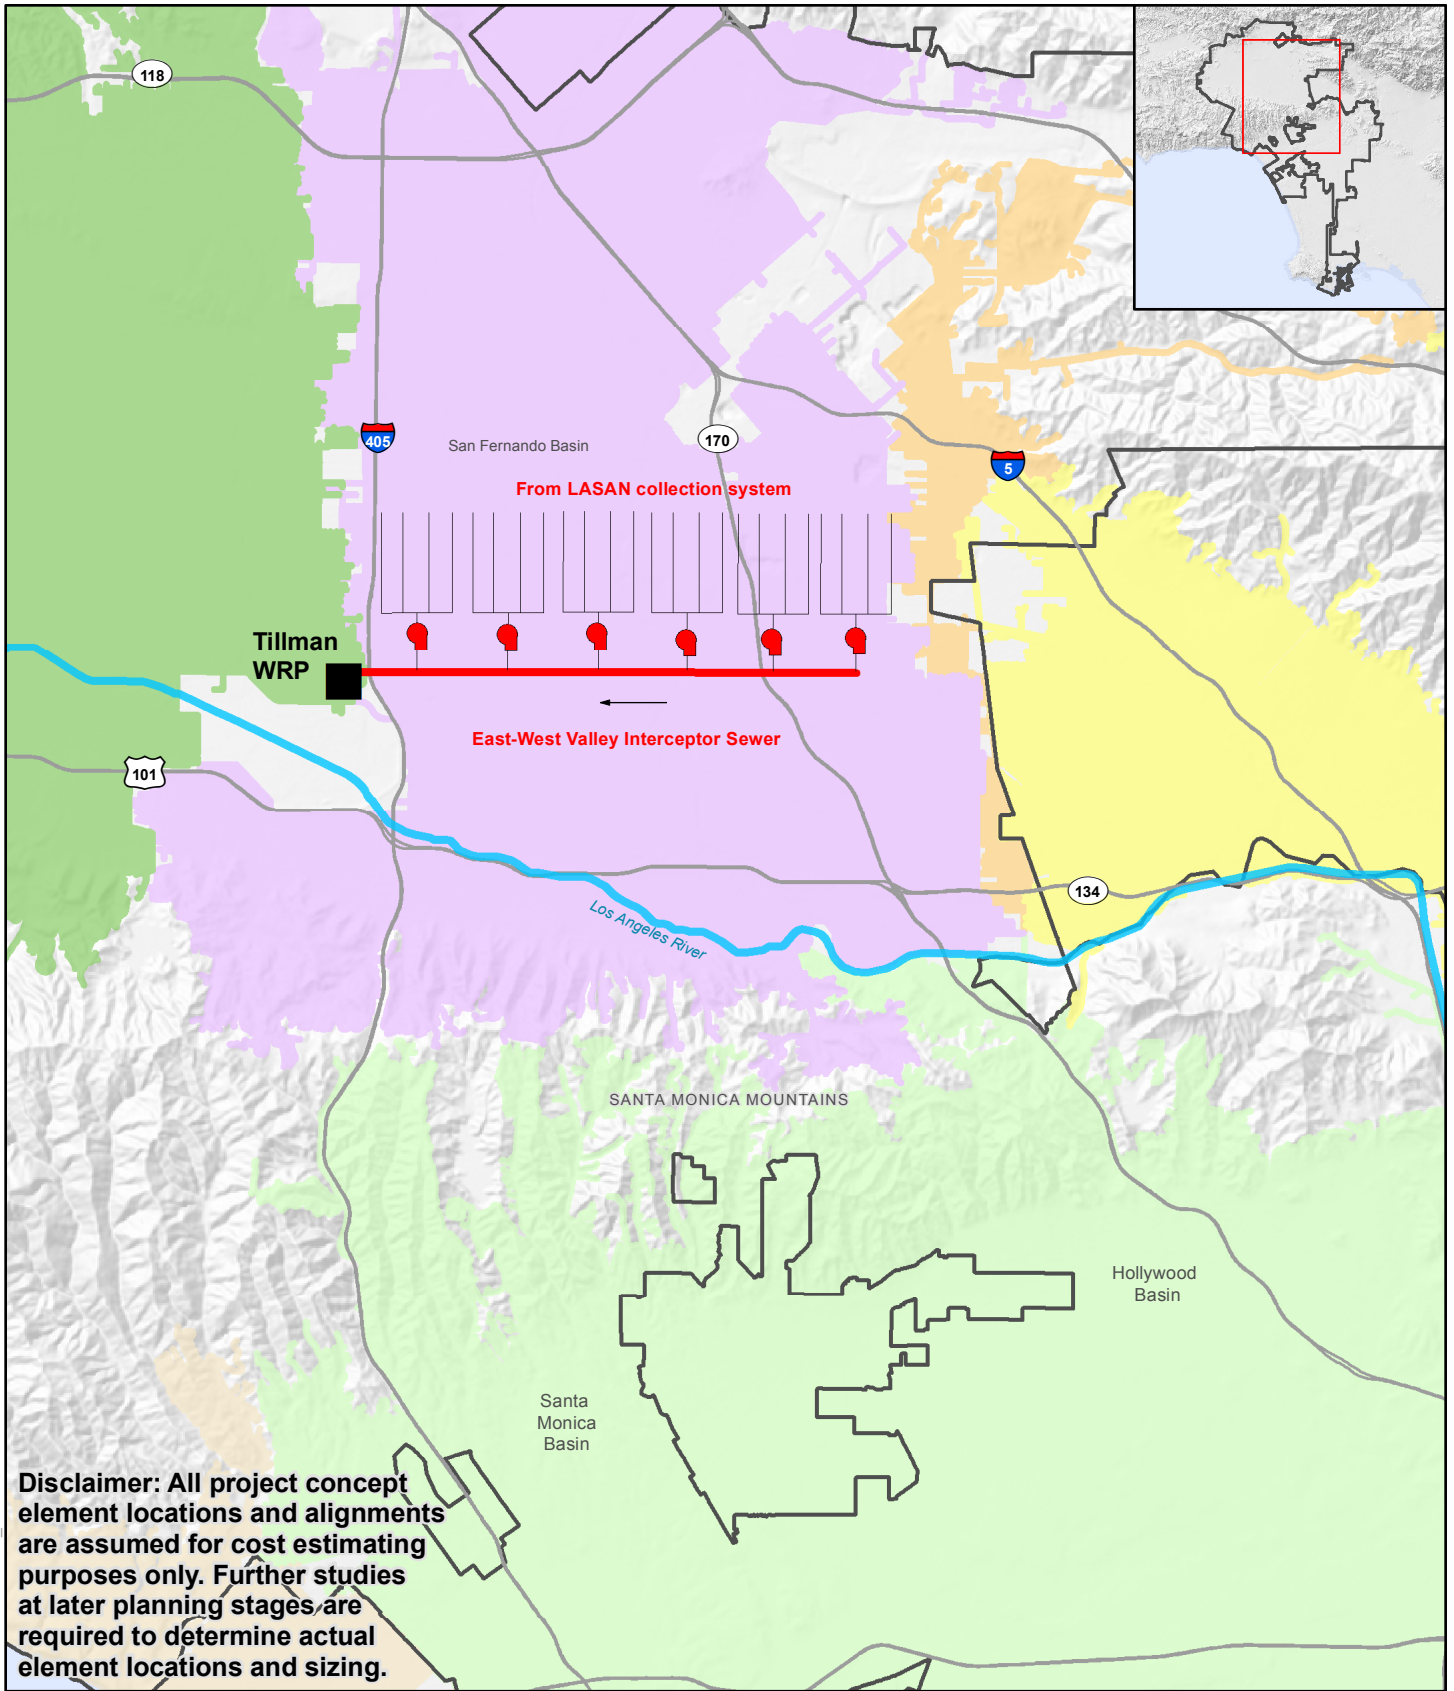 118
405
San Fernando Basin
170
5
From LASAN collection system
Tillman
WRP
East-West Valley Interceptor Sewer
101
134
Los Angeles River
SANTA MONICA MOUNTAINS
Hollywood
Basin
Santa
Monica
Basin
Disclaimer: All project concept
element locations and alignments
are assumed for cost estimating
purposes only. Further studies
at later planning stages are
required to determine actual
element locations and sizing.